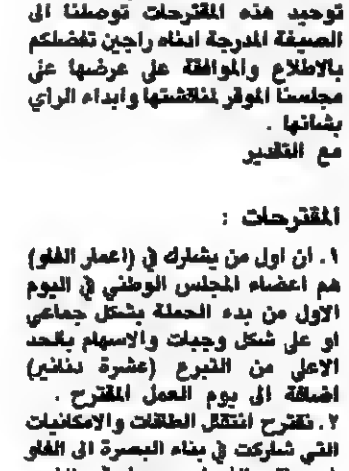 توحيد هذه المقترحات توصلنا الى
الصيغة المدرجة ادناه راجين تفضلكم
بالاطلاع والموافقة على عرضها على
مجلسنا الموقر لمناقشتها وابداء الراي
بشانها .
مع التقدير
المقترحات :
١ . ان اول من يشارك في (اعمار الفاو)
هم اعضاء المجلس الوطني في اليوم
الاول من بدء الحملة بشكل جماعي
او على شكل وجبات والاسهام بالحد
الاعلى من التبرع (عشرة دنانير)
اضافة الى يوم العمل المقترح .
٢ . نقترح انتقال الطاقات والامكانيات
التي شاركت في بناء البصرة الى الفاو